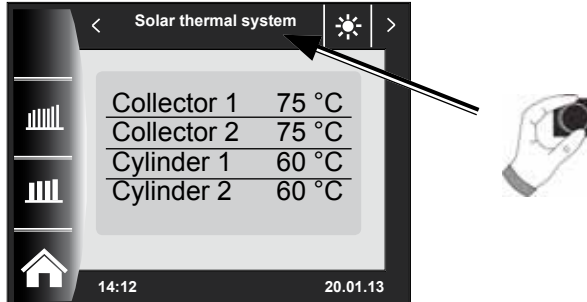 Solar thermal system
Collector 1 75 °C
Collector 2 75 °C
Cylinder 1 60 °C
Cylinder 2 60 °C
14:12 20.01.13